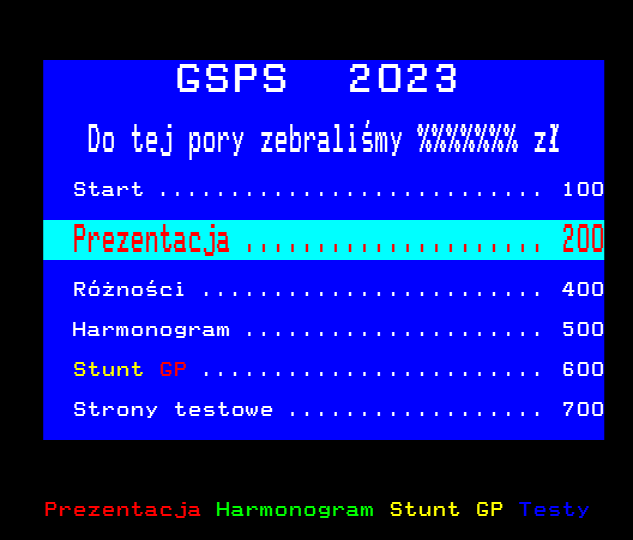 GSPS 2023
Do tej pory zebraliśmy %%%%%%% zł
Start ........................... 100
Prezentacja ..................... 200
Różności ........................ 400
Harmonogram ..................... 500
Stunt GP ........................ 600
Strony testowe .................. 700
Prezentacja Harmonogram Stunt GP Testy